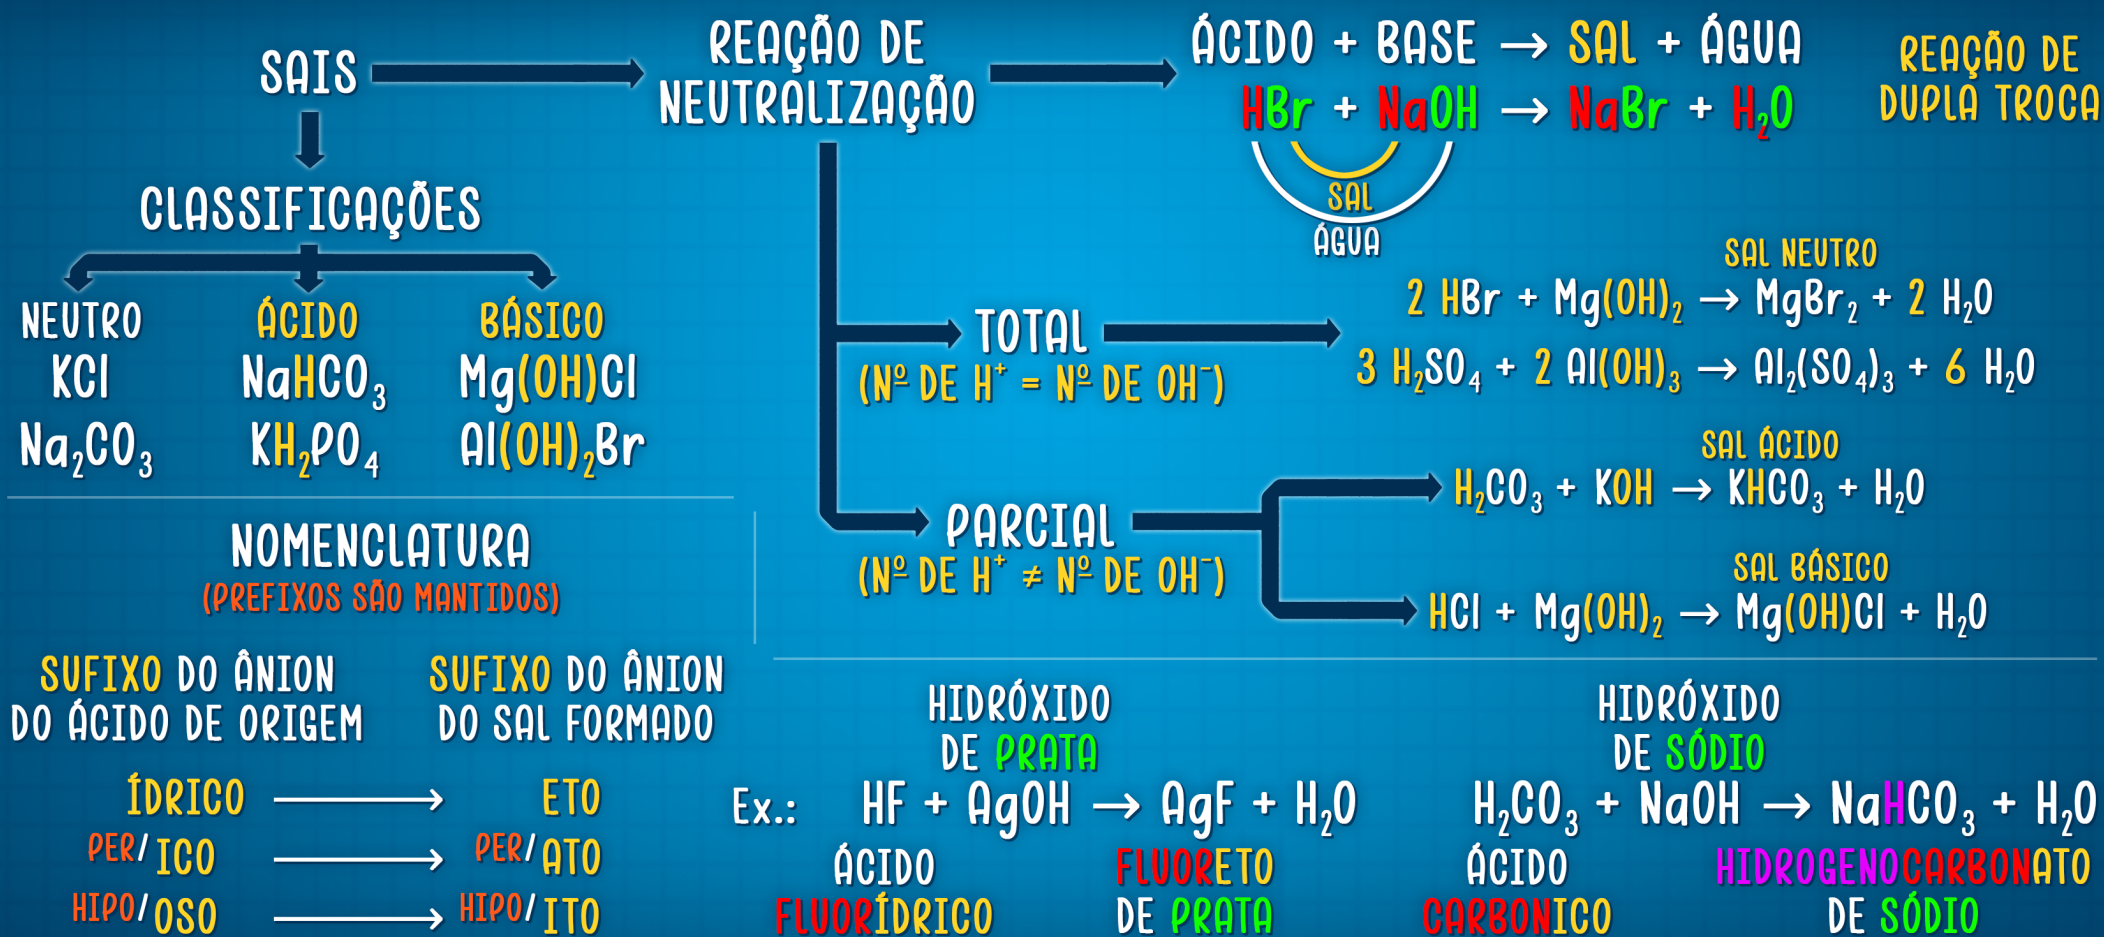 SAIS
REAÇÃO DE
NEUTRALIZAÇÃO
ÁCIDO + BASE → SAL + ÁGUA
HBr + NaOH → NaBr + H₂O
SAL
ÁGUA
REAÇÃO DE
DUPLA TROCA
CLASSIFICAÇÕES
NEUTRO
KCl
Na₂CO₃
ÁCIDO
NaHCO₃
KH₂PO₄
BÁSICO
Mg(OH)Cl
Al(OH)₂Br
TOTAL
(Nº DE H⁺ = Nº DE OH⁻)
SAL NEUTRO
2 HBr + Mg(OH)₂ → MgBr₂ + 2 H₂O
3 H₂SO₄ + 2 Al(OH)₃ → Al₂(SO₄)₃ + 6 H₂O
PARCIAL
(Nº DE H⁺ ≠ Nº DE OH⁻)
SAL ÁCIDO
H₂CO₃ + KOH → KHCO₃ + H₂O
SAL BÁSICO
HCl + Mg(OH)₂ → Mg(OH)Cl + H₂O
NOMENCLATURA
(PREFIXOS SÃO MANTIDOS)
SUFIXO DO ÂNION
DO ÁCIDO DE ORIGEM
SUFIXO DO ÂNION
DO SAL FORMADO
ÍDRICO → ETO
PER/ICO → PER/ATO
HIPO/OSO → HIPO/ITO
HIDRÓXIDO
DE PRATA
Ex.: HF + AgOH → AgF + H₂O
ÁCIDO
FLUORÍDRICO
FLUORETO
DE PRATA
HIDRÓXIDO
DE SÓDIO
H₂CO₃ + NaOH → NaHCO₃ + H₂O
ÁCIDO
CARBONICO
HIDROGENOCARBONATO
DE SÓDIO